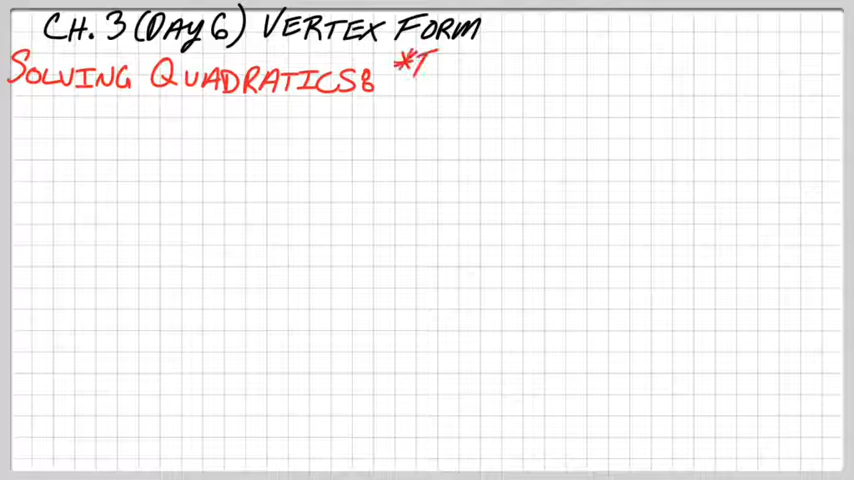 CH. 3 (DAY 6) VERTEX FORM
SOLVING QUADRATICS: *T